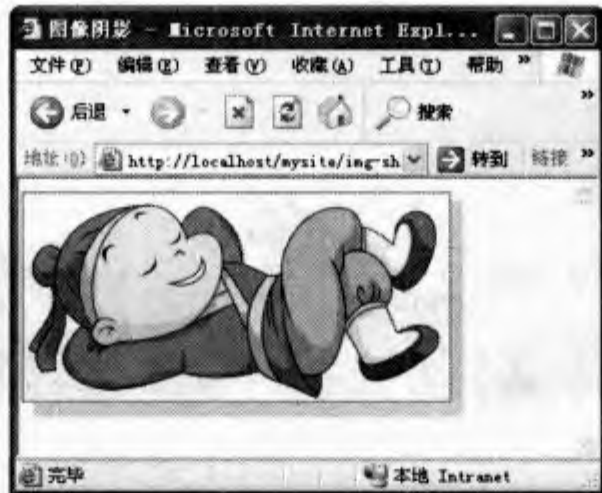 图像阴影 - Microsoft Internet Expl...
文件(F) 编辑(E) 查看(V) 收藏(A) 工具(T) 帮助 »
后退 搜索 »
地址(D) http://localhost/mysite/img-sh 转到 链接 »
完毕 本地 Intranet